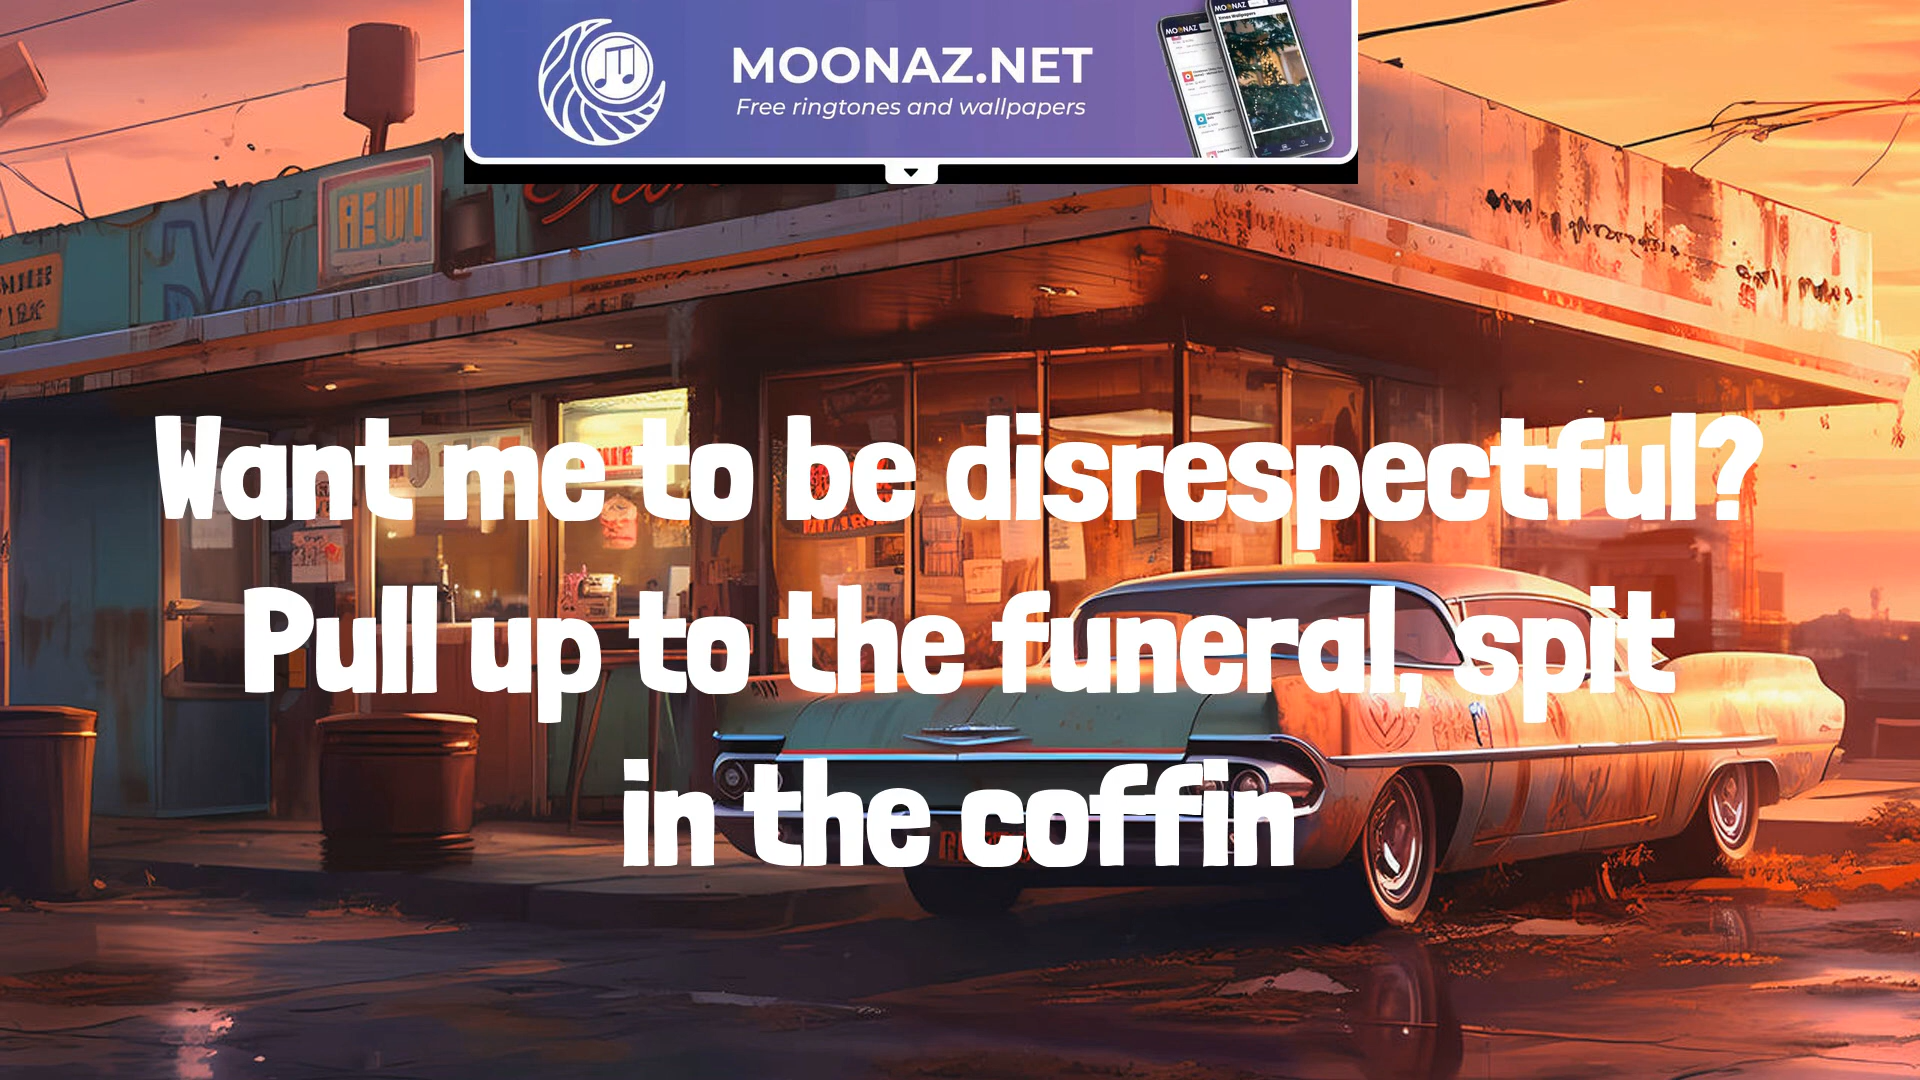 MOONAZ.NET
Free ringtones and wallpapers
Want me to be disrespectful?
Pull up to the funeral, spit
in the coffin